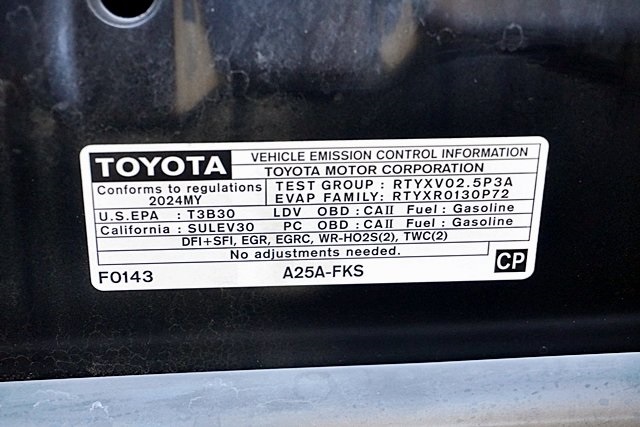 TOYOTA VEHICLE EMISSION CONTROL INFORMATION
TOYOTA MOTOR CORPORATION
Conforms to regulations TEST GROUP : RTYXV02.5P3A
2024MY EVAP FAMILY: RTYXR0130P72
U.S.EPA : T3B30 LDV OBD : CAII Fuel : Gasoline
California : SULEV30 PC OBD : CAII Fuel : Gasoline
DFI+SFI, EGR, EGRC, WR-HO2S(2), TWC(2)
No adjustments needed.
F0143 A25A-FKS CP